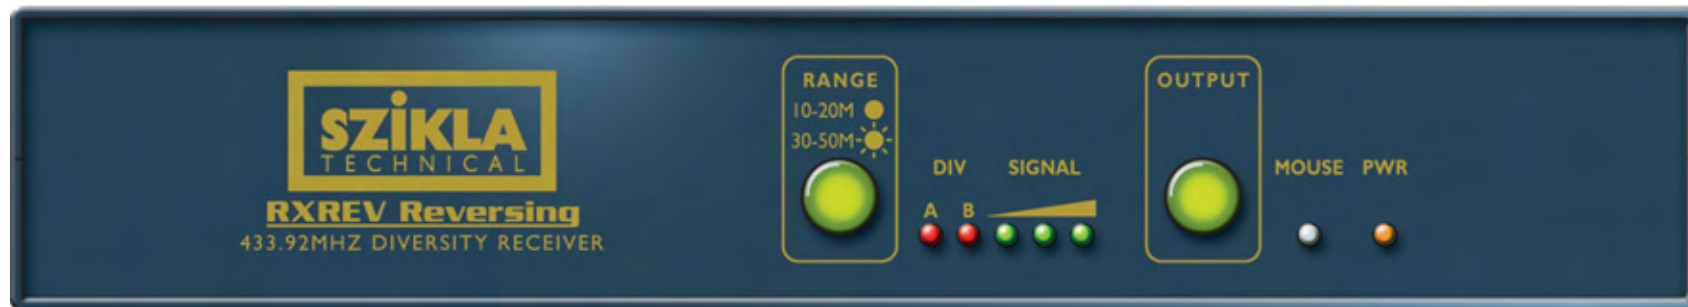 SZiKLA
TECHNICAL
RXREV Reversing
433.92MHZ DIVERSITY RECEIVER
RANGE
10-20M
30-50M
DIV
A B
SIGNAL
OUTPUT
MOUSE
PWR